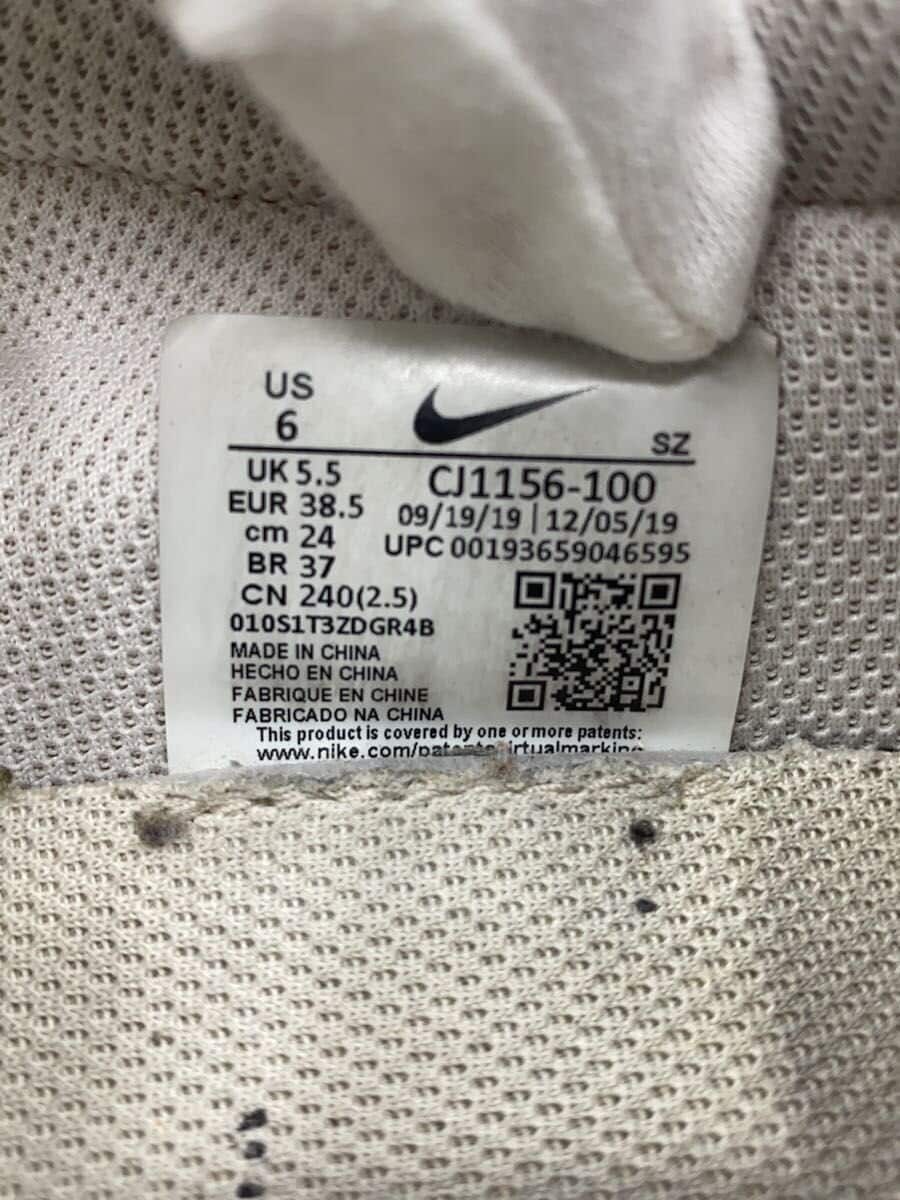 US
6
SZ
UK 5.5
EUR 38.5
cm 24
BR 37
CN 240(2.5)
010S1T3ZDGR4B
CJ1156-100
09/19/19 | 12/05/19
UPC 00193659046595
MADE IN CHINA
HECHO EN CHINA
FABRIQUE EN CHINE
FABRICADO NA CHINA
This product is covered by one or more patents: